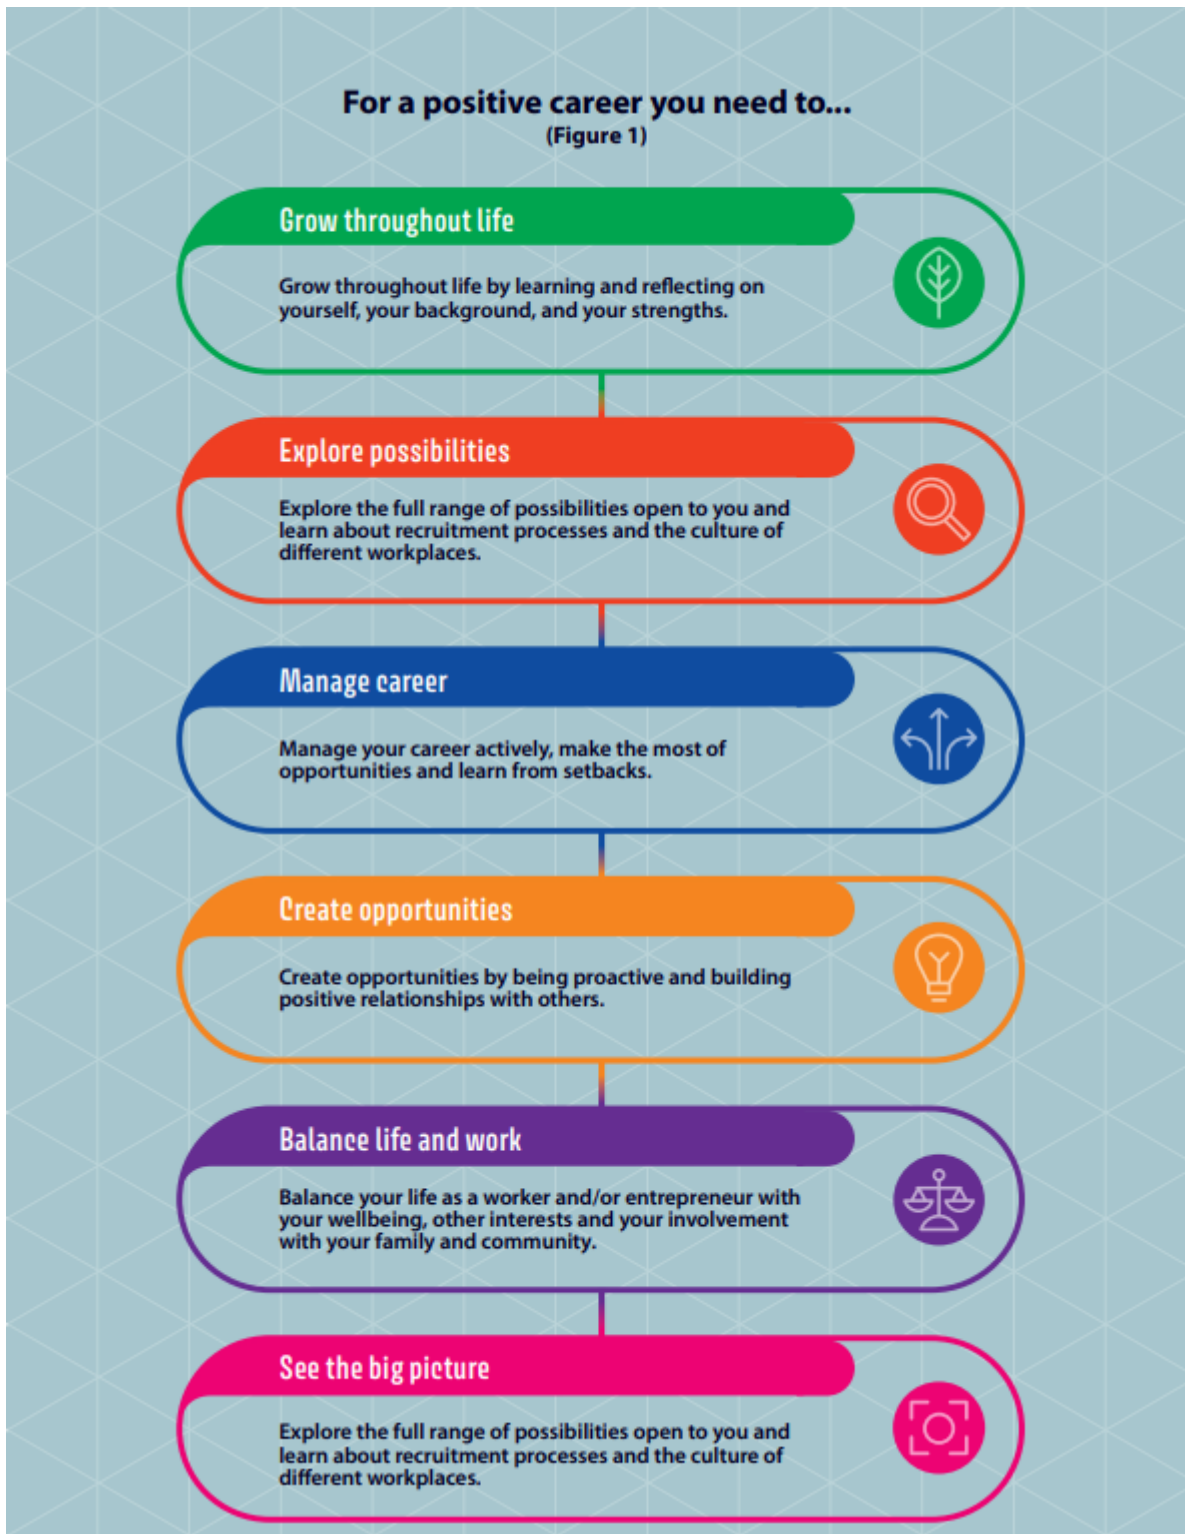 For a positive career you need to...
(Figure 1)
Grow throughout life
Grow throughout life by learning and reflecting on
yourself, your background, and your strengths.
Explore possibilities
Explore the full range of possibilities open to you and
learn about recruitment processes and the culture of
different workplaces.
Manage career
Manage your career actively, make the most of
opportunities and learn from setbacks.
Create opportunities
Create opportunities by being proactive and building
positive relationships with others.
Balance life and work
Balance your life as a worker and/or entrepreneur with
your wellbeing, other interests and your involvement
with your family and community.
See the big picture
Explore the full range of possibilities open to you and
learn about recruitment processes and the culture of
different workplaces.